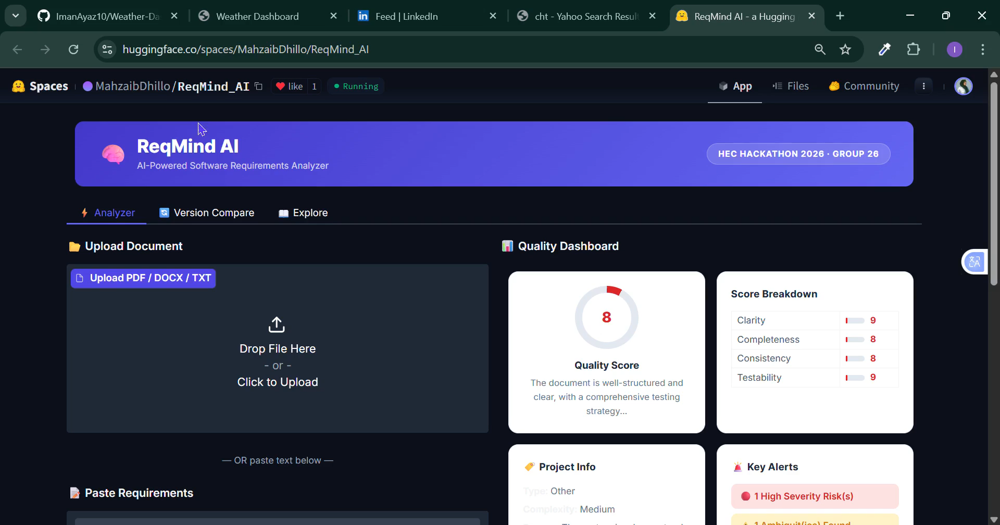 ImanAyaz10/Weather-Da
Weather Dashboard
Feed | LinkedIn
cht - Yahoo Search Result
ReqMind AI - a Hugging
huggingface.co/spaces/MahzaibDhillo/ReqMind_AI
I
Spaces
MahzaibDhillo/ReqMind_AI
like 1
Running
App
Files
Community
ReqMind AI
AI-Powered Software Requirements Analyzer
HEC HACKATHON 2026 · GROUP 26
Analyzer
Version Compare
Explore
Upload Document
Upload PDF / DOCX / TXT
Drop File Here
- or -
Click to Upload
— OR paste text below —
Paste Requirements
Quality Dashboard
8
Quality Score
The document is well-structured and
clear, with a comprehensive testing
strategy...
Score Breakdown
Clarity 9
Completeness 8
Consistency 8
Testability 9
Project Info
Type: Other
Complexity: Medium
Key Alerts
1 High Severity Risk(s)
1 Ambiguit(ies) Found